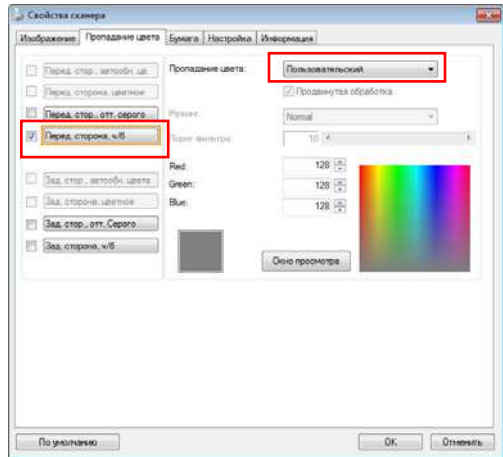 Свойства сканера
Изображение Пропадание цвета Бумага Настройка Информация
Перед. стор., автообн. цв. Пропадание цвета: Пользовательский
Перед. сторона, цветное Продвинутая обработка
Перед. стор., отт. серого Режим: Normal
Перед. сторона, ч/б Порог фильтра: 10
Red: 128
Зад. стор., автообн. цвета Green: 128
Зад. сторона, цветное Blue: 128
Зад. стор., отт. Серого
Зад. сторона, ч/б
Окно просмотра
По умолчанию OK Отменить